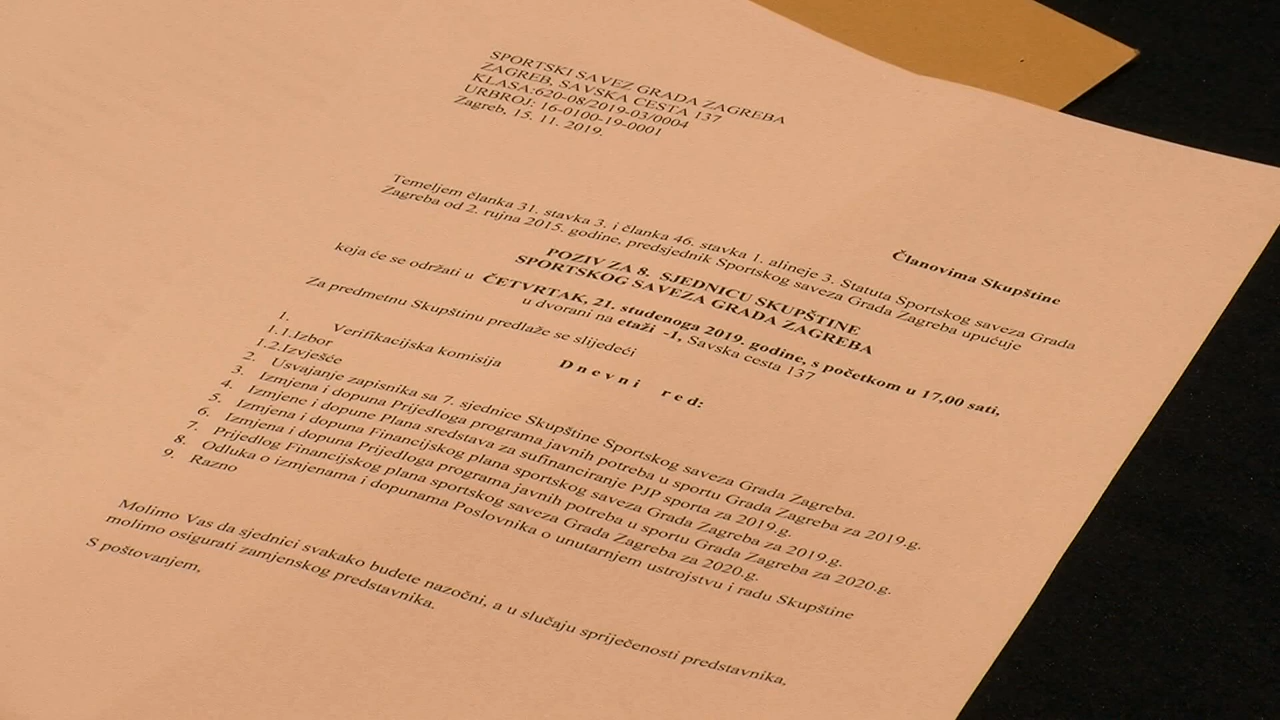 SPORTSKI SAVEZ GRADA ZAGREBA
ZAGREB, SAVSKA CESTA 137
KLASA:620-08/2019-03/0004
URBROJ: 16-0100-19-0001
Zagreb, 15. 11. 2019.
Članovima Skupštine
Temeljem članka 31. stavka 3. i članka 46. stavka 1. alineje 3. Statuta Sportskog saveza Grada
Zagreba od 2. rujna 2015. godine, predsjednik Sportskog saveza Grada Zagreba upućuje
POZIV ZA 8. SJEDNICU SKUPŠTINE
SPORTSKOG SAVEZA GRADA ZAGREBA
koja će se održati u ČETVRTAK, 21. studenoga 2019. godine, s početkom u 17,00 sati,
u dvorani na etaži -1, Savska cesta 137
Za predmetnu Skupštinu predlaže se slijedeći
Dnevni red:
1. Verifikacijska komisija
1.1.Izbor
1.2.Izvješće
2. Usvajanje zapisnika sa 7. sjednice Skupštine Sportskog saveza Grada Zagreba.
3. Izmjena i dopuna Prijedloga programa javnih potreba u sportu Grada Zagreba za 2019.g.
4. Izmjene i dopune Plana sredstava za sufinanciranje PJP sporta za 2019.g.
5. Izmjena i dopuna Financijskog plana sportskog saveza Grada Zagreba za 2019.g.
6. Izmjena i dopuna Prijedloga programa javnih potreba u sportu Grada Zagreba za 2020.g.
7. Prijedlog Financijskog plana sportskog saveza Grada Zagreba za 2020.g.
8. Odluka o izmjenama i dopunama Poslovnika o unutarnjem ustrojstvu i radu Skupštine
9. Razno
Molimo Vas da sjednici svakako budete nazočni, a u slučaju spriječenosti predstavnika,
molimo osigurati zamjenskog predstavnika.
S poštovanjem,